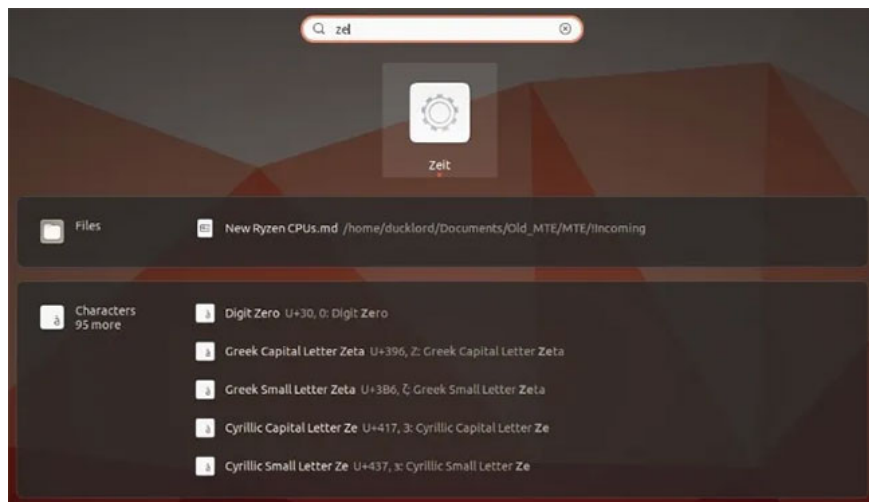 ze
Zeit
Files
New Ryzen CPUs.md /home/ducklord/Documents/Old_MTE/MTE/!Incoming
Characters
95 more
Digit Zero U+30, 0: Digit Zero
Greek Capital Letter Zeta U+396, Ζ: Greek Capital Letter Zeta
Greek Small Letter Zeta U+3B6, ζ: Greek Small Letter Zeta
Cyrillic Capital Letter Ze U+417, З: Cyrillic Capital Letter Ze
Cyrillic Small Letter Ze U+437, з: Cyrillic Small Letter Ze